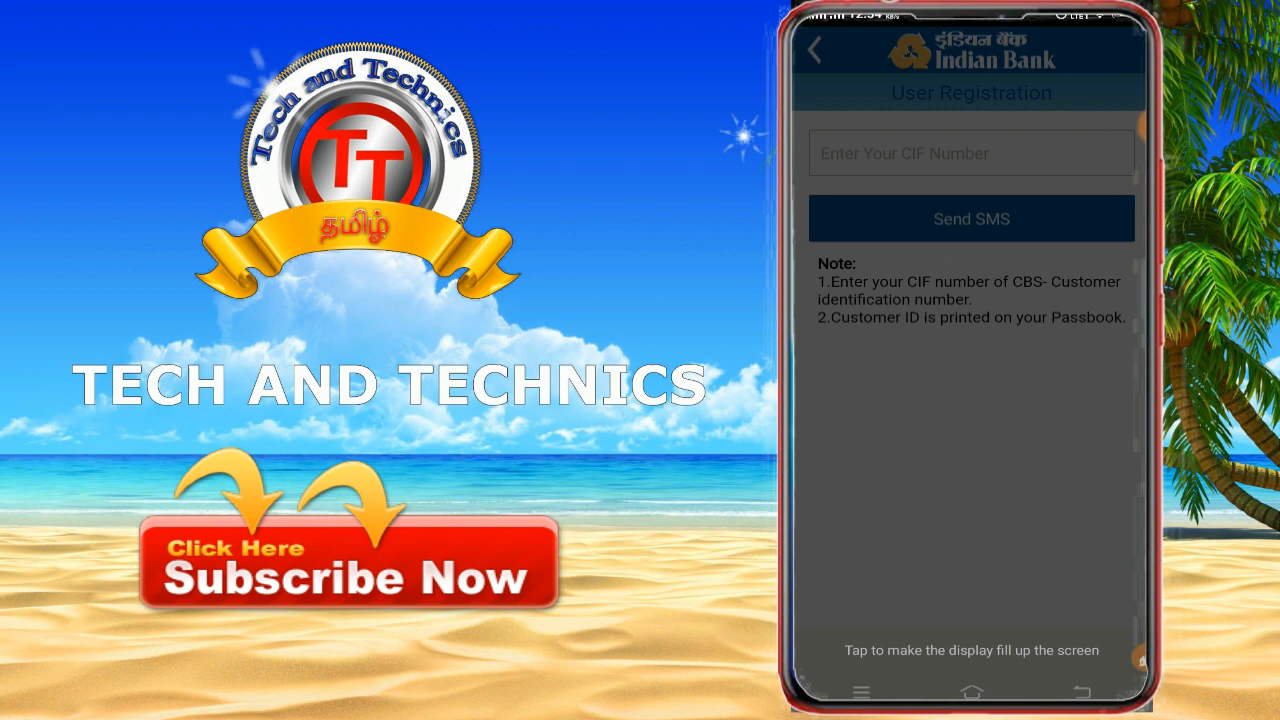 Tech and Technics
TT
தமிழ்
TECH AND TECHNICS
Click Here
Subscribe Now
इंडियन बैंक
Indian Bank
User Registration
Enter Your CIF Number
Send SMS
Note:
1.Enter your CIF number of CBS- Customer
identification number.
2.Customer ID is printed on your Passbook.
Tap to make the display fill up the screen